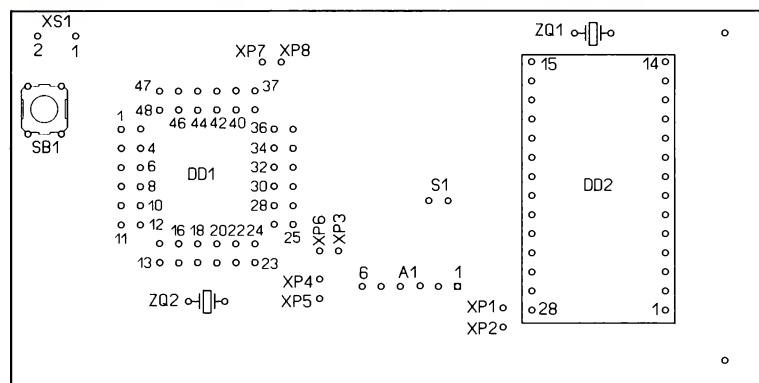 XS1
2 1
ZQ1
XP7 XP8
15 14
47 37
48 46 44 42 40
1 36
SB1
4 34
6 DD1 32
8 30
10 28
11 12 16 18 20 22 24 25
13 23
XP6 XP3
S1
DD2
XP4
6 A1 1
ZQ2
XP5
XP1
28 1
XP2